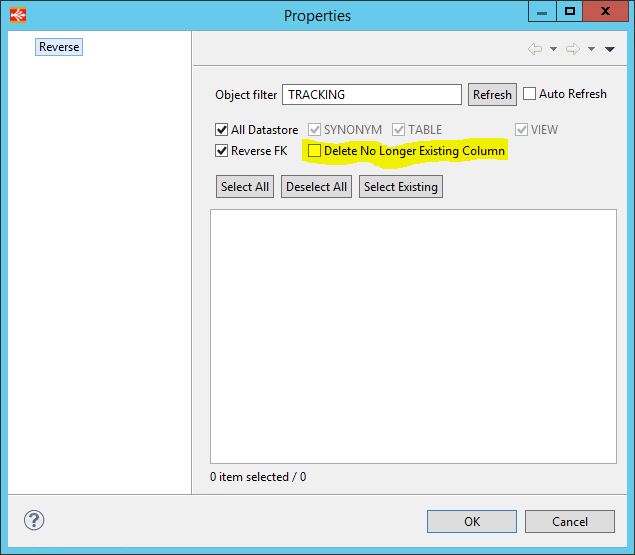 Properties
Reverse
Object filter TRACKING Refresh Auto Refresh
All Datastore SYNONYM TABLE VIEW
Reverse FK Delete No Longer Existing Column
Select All Deselect All Select Existing
0 item selected / 0
? OK Cancel